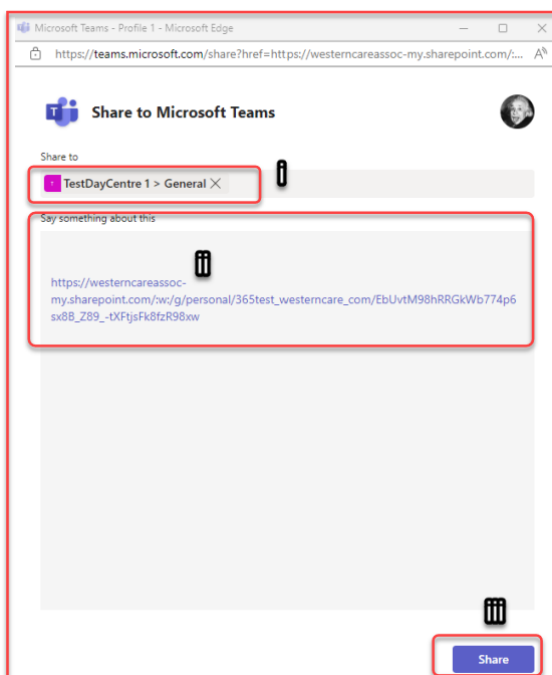 Microsoft Teams - Profile 1 - Microsoft Edge
https://teams.microsoft.com/share?href=https://westerncareassoc-my.sharepoint.com/:...
Share to Microsoft Teams
Share to
TestDayCentre 1 > General
i
Say something about this
ii
https://westerncareassoc-
my.sharepoint.com/:w:/g/personal/365test_westerncare_com/EbUvtM98hRRGkWb774p6
sx8B_Z89_-tXFtjsFk8fzR98xw
iii
Share